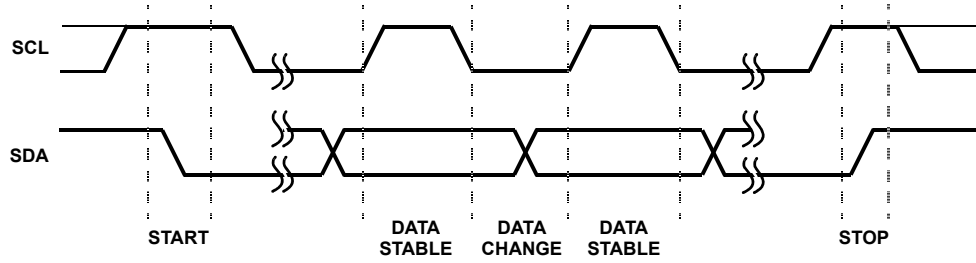 SCL
SDA
START
DATA
STABLE
DATA
CHANGE
DATA
STABLE
STOP